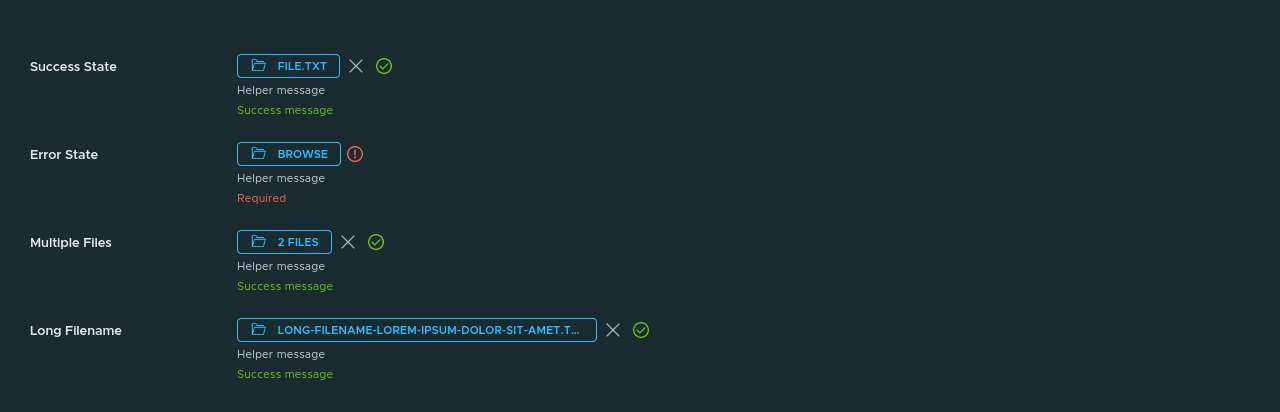 Success State
FILE.TXT
Helper message
Success message
Error State
BROWSE
Helper message
Required
Multiple Files
2 FILES
Helper message
Success message
Long Filename
LONG-FILENAME-LOREM-IPSUM-DOLOR-SIT-AMET.T...
Helper message
Success message